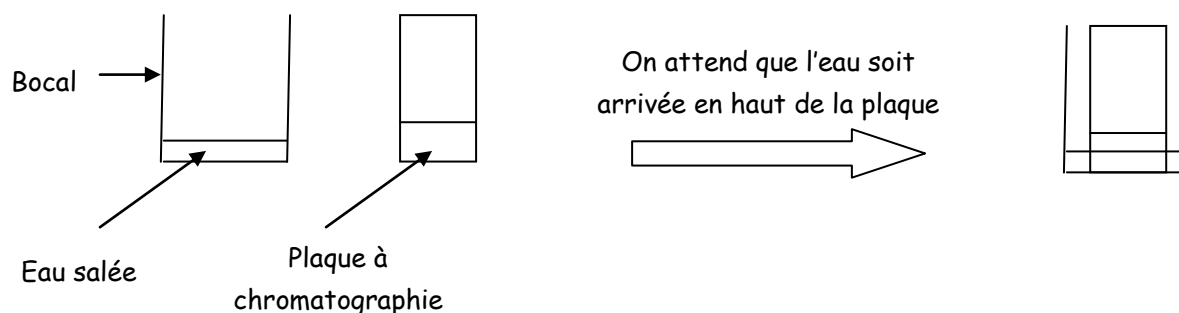 Bocal
Eau salée
Plaque à
chromatographie
On attend que l'eau soit
arrivée en haut de la plaque